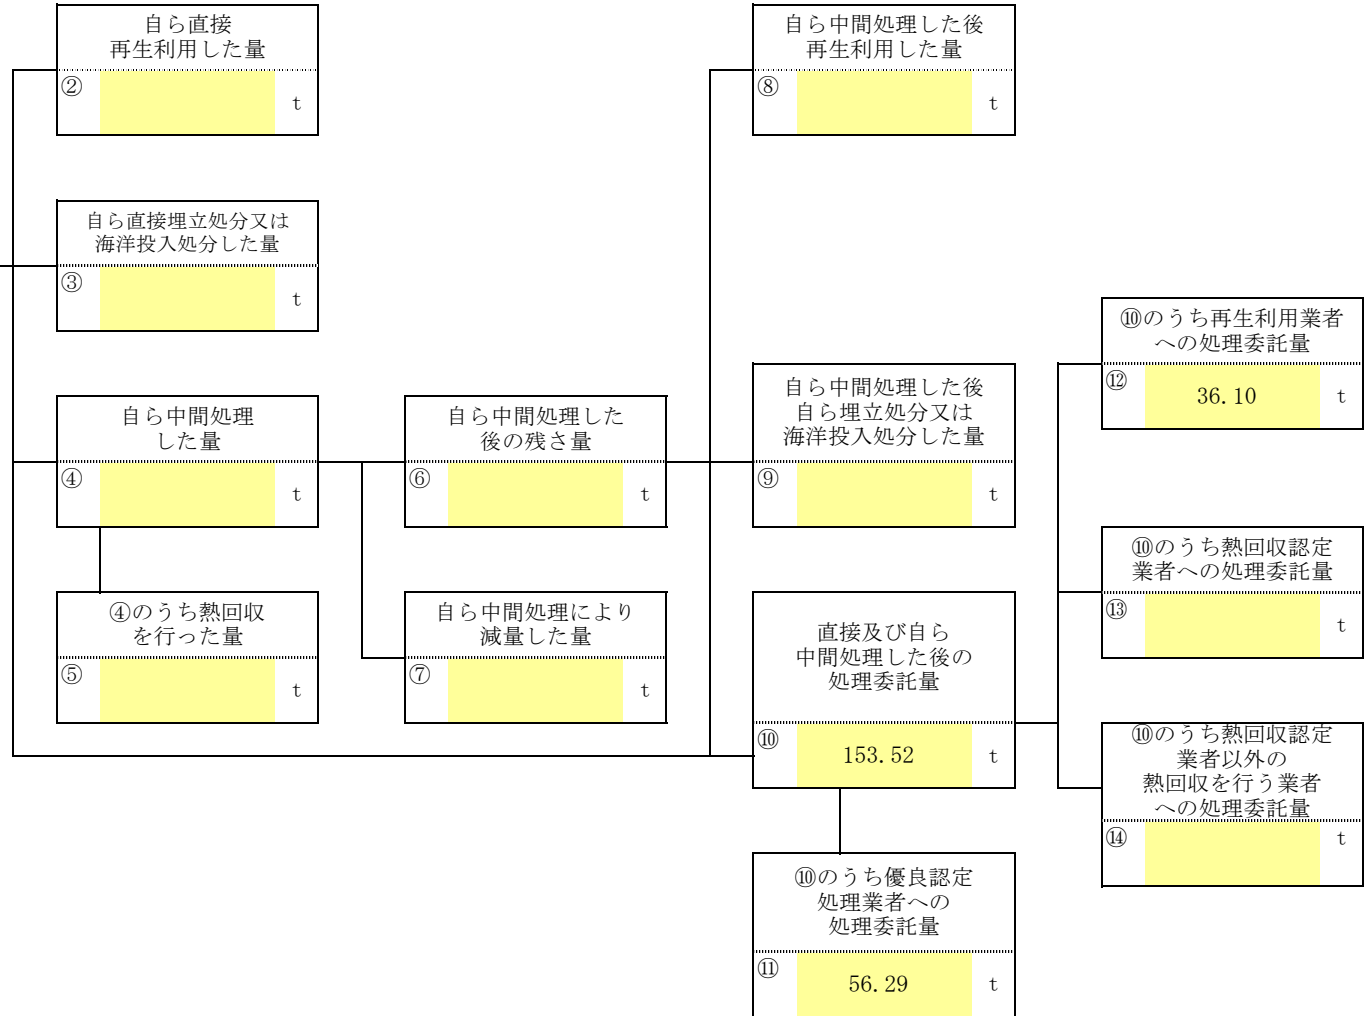 自ら直接
再生利用した量
②
t
自ら中間処理した後
再生利用した量
⑧
t
自ら直接埋立処分又は
海洋投入処分した量
③
t
⑩のうち再生利用業者
への処理委託量
⑫
36.10
t
自ら中間処理
した量
④
t
自ら中間処理した
後の残さ量
⑥
t
自ら中間処理した後
自ら埋立処分又は
海洋投入処分した量
⑨
t
⑩のうち熱回収認定
業者への処理委託量
⑬
t
④のうち熱回収
を行った量
⑤
t
自ら中間処理により
減量した量
⑦
t
直接及び自ら
中間処理した後の
処理委託量
⑩
153.52
t
⑩のうち熱回収認定
業者以外の
熱回収を行う業者
への処理委託量
⑭
t
⑩のうち優良認定
処理業者への
処理委託量
⑪
56.29
t